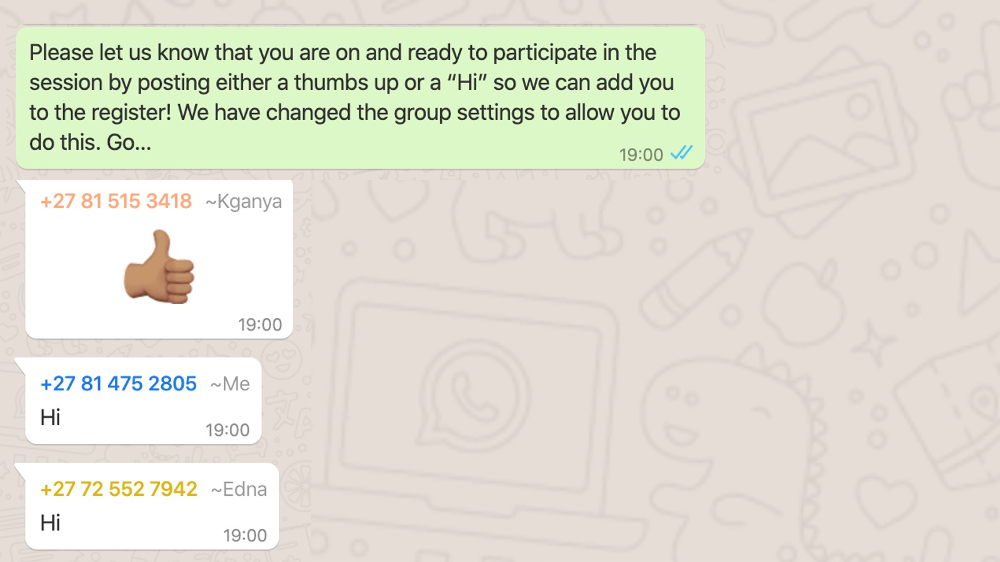 Please let us know that you are on and ready to participate in the
session by posting either a thumbs up or a “Hi” so we can add you
to the register! We have changed the group settings to allow you to
do this. Go...
19:00
+27 81 515 3418 ~Kganya
👍🏽
19:00
+27 81 475 2805 ~Me
Hi
19:00
+27 72 552 7942 ~Edna
Hi
19:00